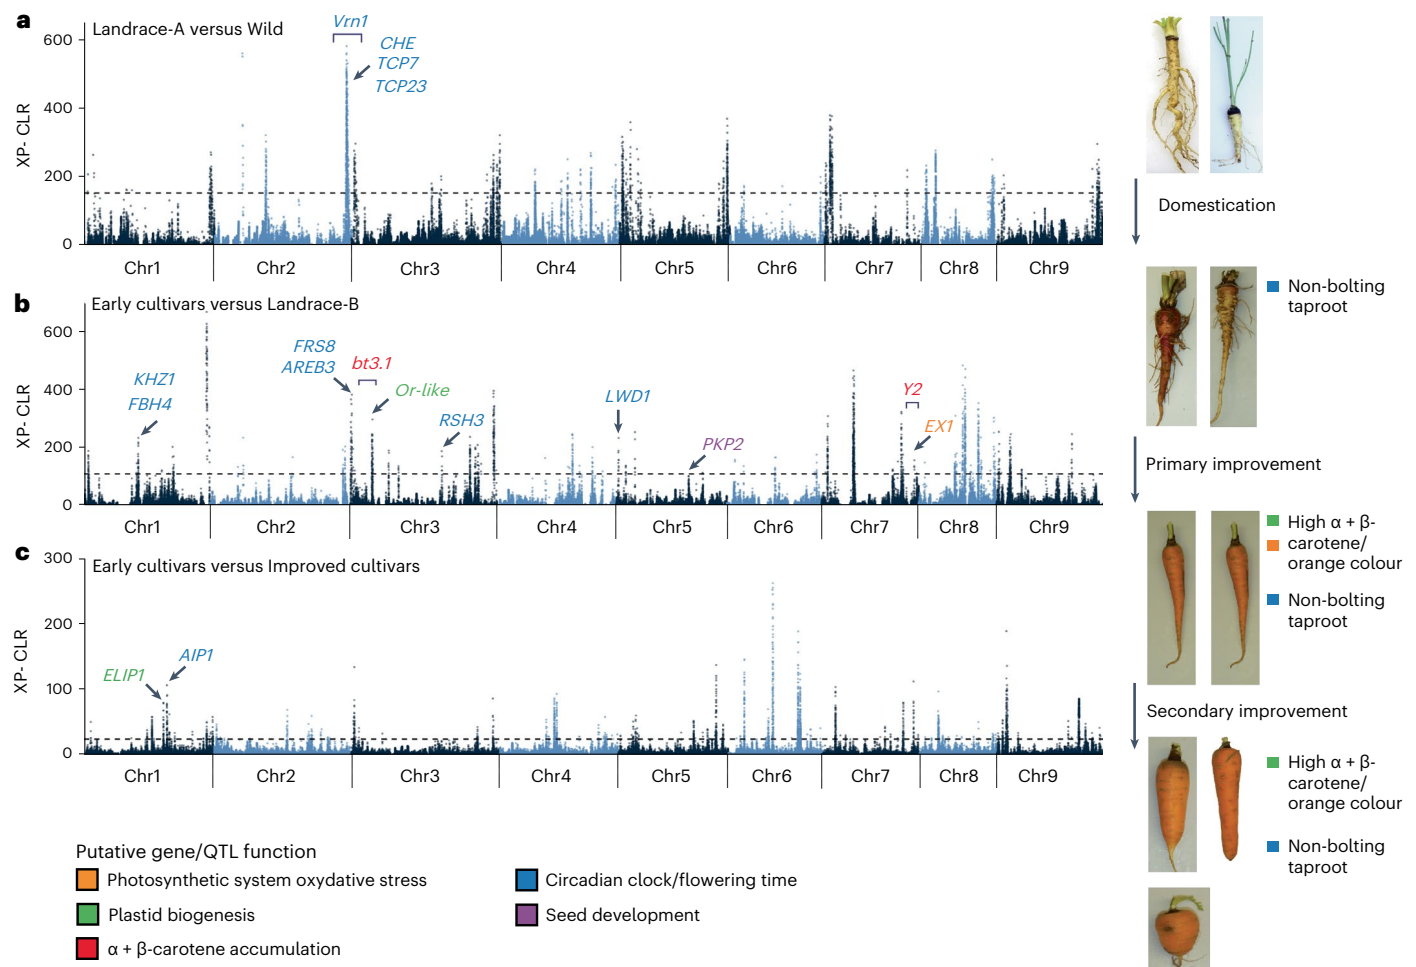 a
Landrace-A versus Wild
Vrn1
CHE
TCP7
TCP23
XP- CLR
600
400
200
0
Chr1 Chr2 Chr3 Chr4 Chr5 Chr6 Chr7 Chr8 Chr9
Domestication
b
Early cultivars versus Landrace-B
Non-bolting
taproot
XP- CLR
600
400
200
0
KHZ1
FBH4
FRS8
AREB3
bt3.1
Or-like
RSH3
LWD1
PKP2
Y2
EX1
Chr1 Chr2 Chr3 Chr4 Chr5 Chr6 Chr7 Chr8 Chr9
Primary improvement
c
Early cultivars versus Improved cultivars
High α + β-
carotene/
orange colour
Non-bolting
taproot
XP- CLR
300
200
100
0
ELIP1
AIP1
Chr1 Chr2 Chr3 Chr4 Chr5 Chr6 Chr7 Chr8 Chr9
Secondary improvement
High α + β-
carotene/
orange colour
Non-bolting
taproot
Putative gene/QTL function
Photosynthetic system oxydative stress
Plastid biogenesis
α + β-carotene accumulation
Circadian clock/flowering time
Seed development